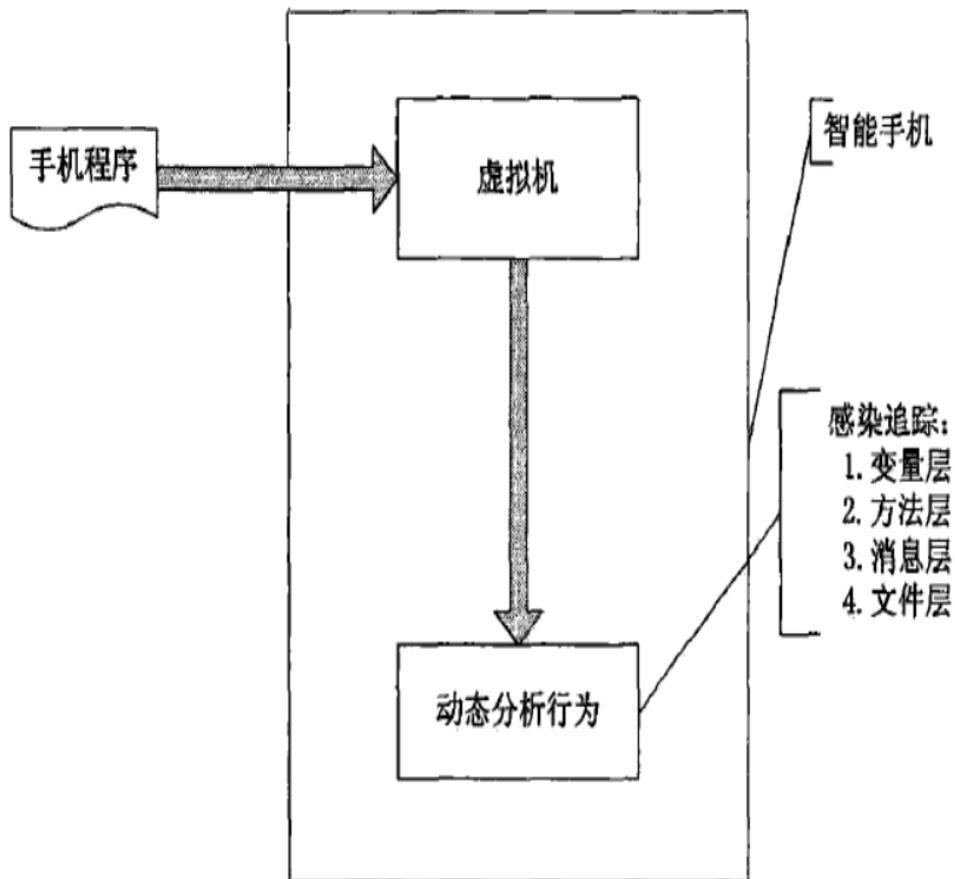 手机程序
虚拟机
智能手机
感染追踪:
1.变量层
2.方法层
3.消息层
4.文件层
动态分析行为